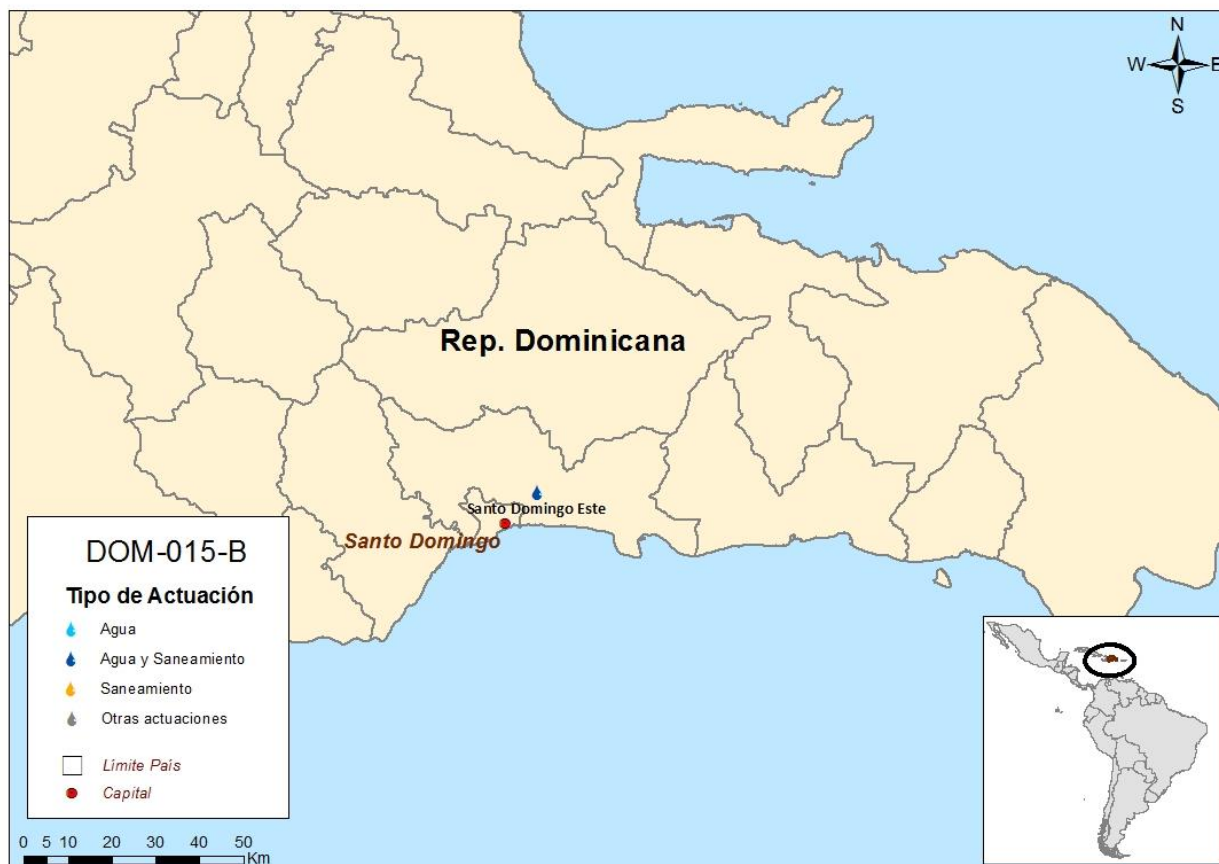 N
W E
S
Rep. Dominicana
Santo Domingo Este
Santo Domingo
DOM-015-B
Tipo de Actuación
Agua
Agua y Saneamiento
Saneamiento
Otras actuaciones
Límite País
Capital
0 5 10 20 30 40 50
Km